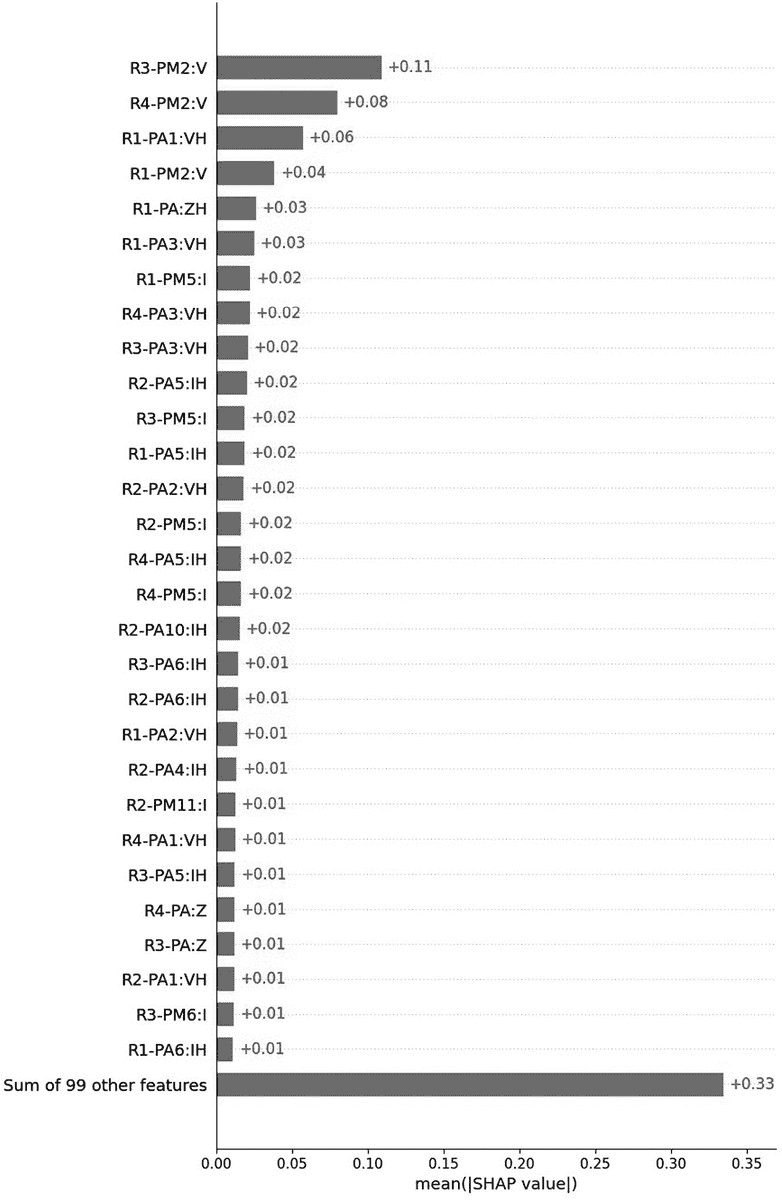 R3-PM2:V +0.11
R4-PM2:V +0.08
R1-PA1:VH +0.06
R1-PM2:V +0.04
R1-PA:ZH +0.03
R1-PA3:VH +0.03
R1-PM5:I +0.02
R4-PA3:VH +0.02
R3-PA3:VH +0.02
R2-PA5:IH +0.02
R3-PM5:I +0.02
R1-PA5:IH +0.02
R2-PA2:VH +0.02
R2-PM5:I +0.02
R4-PA5:IH +0.02
R4-PM5:I +0.02
R2-PA10:IH +0.02
R3-PA6:IH +0.01
R2-PA6:IH +0.01
R1-PA2:VH +0.01
R2-PA4:IH +0.01
R2-PM11:I +0.01
R4-PA1:VH +0.01
R3-PA5:IH +0.01
R4-PA:Z +0.01
R3-PA:Z +0.01
R2-PA1:VH +0.01
R3-PM6:I +0.01
R1-PA6:IH +0.01
Sum of 99 other features +0.33
0.00 0.05 0.10 0.15 0.20 0.25 0.30 0.35
mean(|SHAP value|)